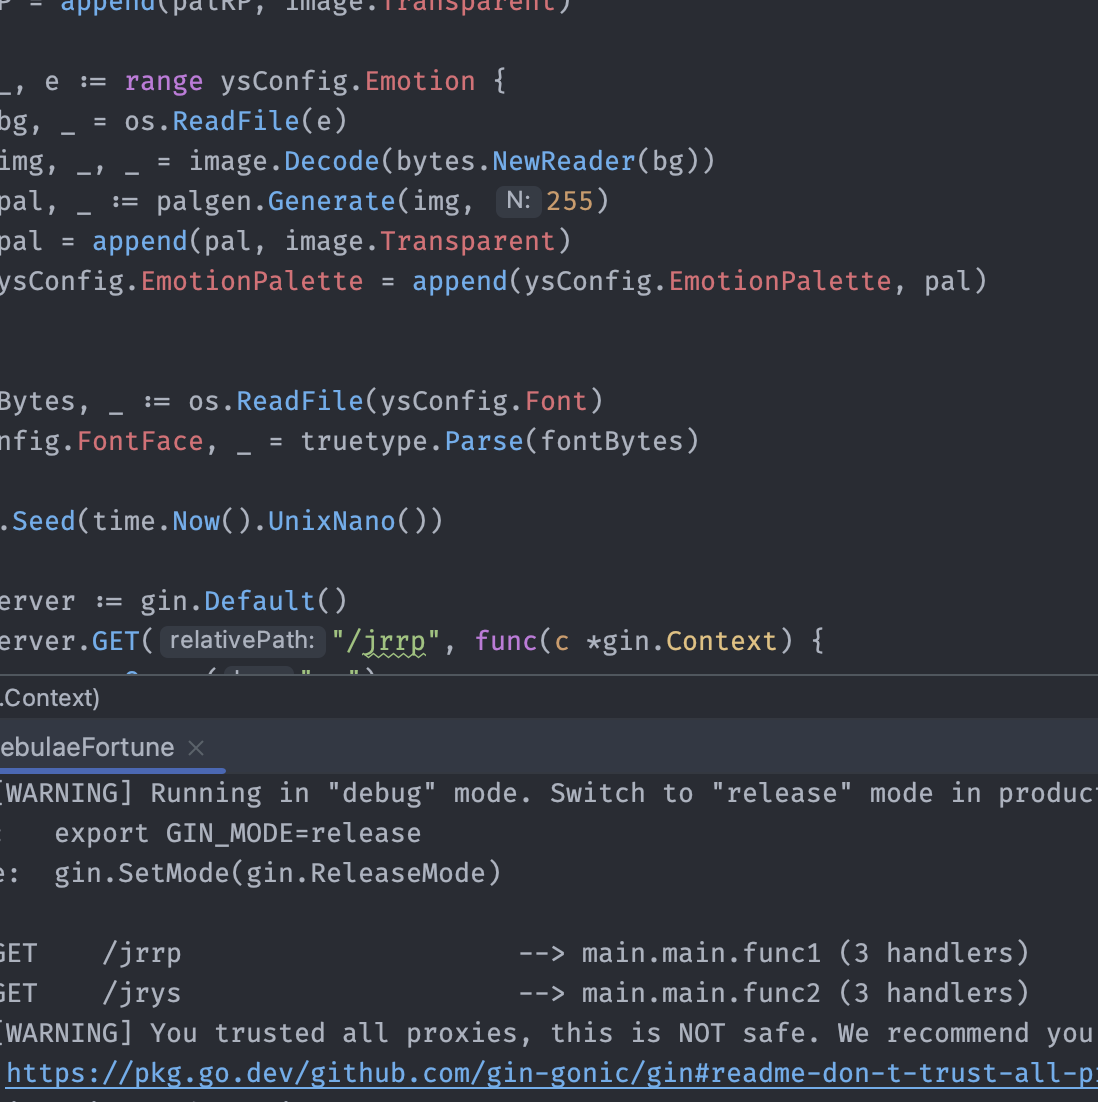 P = append(palRP, image.Transparent)
_, e := range ysConfig.Emotion {
bg, _ = os.ReadFile(e)
img, _, _ = image.Decode(bytes.NewReader(bg))
pal, _ := palgen.Generate(img, N: 255)
pal = append(pal, image.Transparent)
ysConfig.EmotionPalette = append(ysConfig.EmotionPalette, pal)
Bytes, _ := os.ReadFile(ysConfig.Font)
nfig.FontFace, _ = truetype.Parse(fontBytes)
.Seed(time.Now().UnixNano())
erver := gin.Default()
erver.GET( relativePath: "/jrrp", func(c *gin.Context) {
.Context)
ebulaeFortune ×
[WARNING] Running in "debug" mode. Switch to "release" mode in produc
: export GIN_MODE=release
e: gin.SetMode(gin.ReleaseMode)
GET /jrrp --> main.main.func1 (3 handlers)
GET /jrys --> main.main.func2 (3 handlers)
[WARNING] You trusted all proxies, this is NOT safe. We recommend you
https://pkg.go.dev/github.com/gin-gonic/gin#readme-don-t-trust-all-p